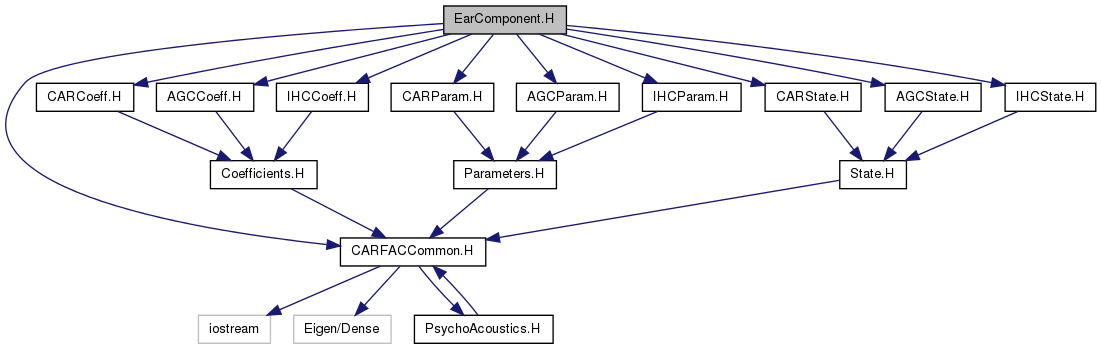 EarComponent.H
CARCoeff.H
AGCCoeff.H
IHCCoeff.H
CARParam.H
AGCParam.H
IHCParam.H
CARState.H
AGCState.H
IHCState.H
Coefficients.H
Parameters.H
State.H
CARFACCommon.H
iostream
Eigen/Dense
PsychoAcoustics.H